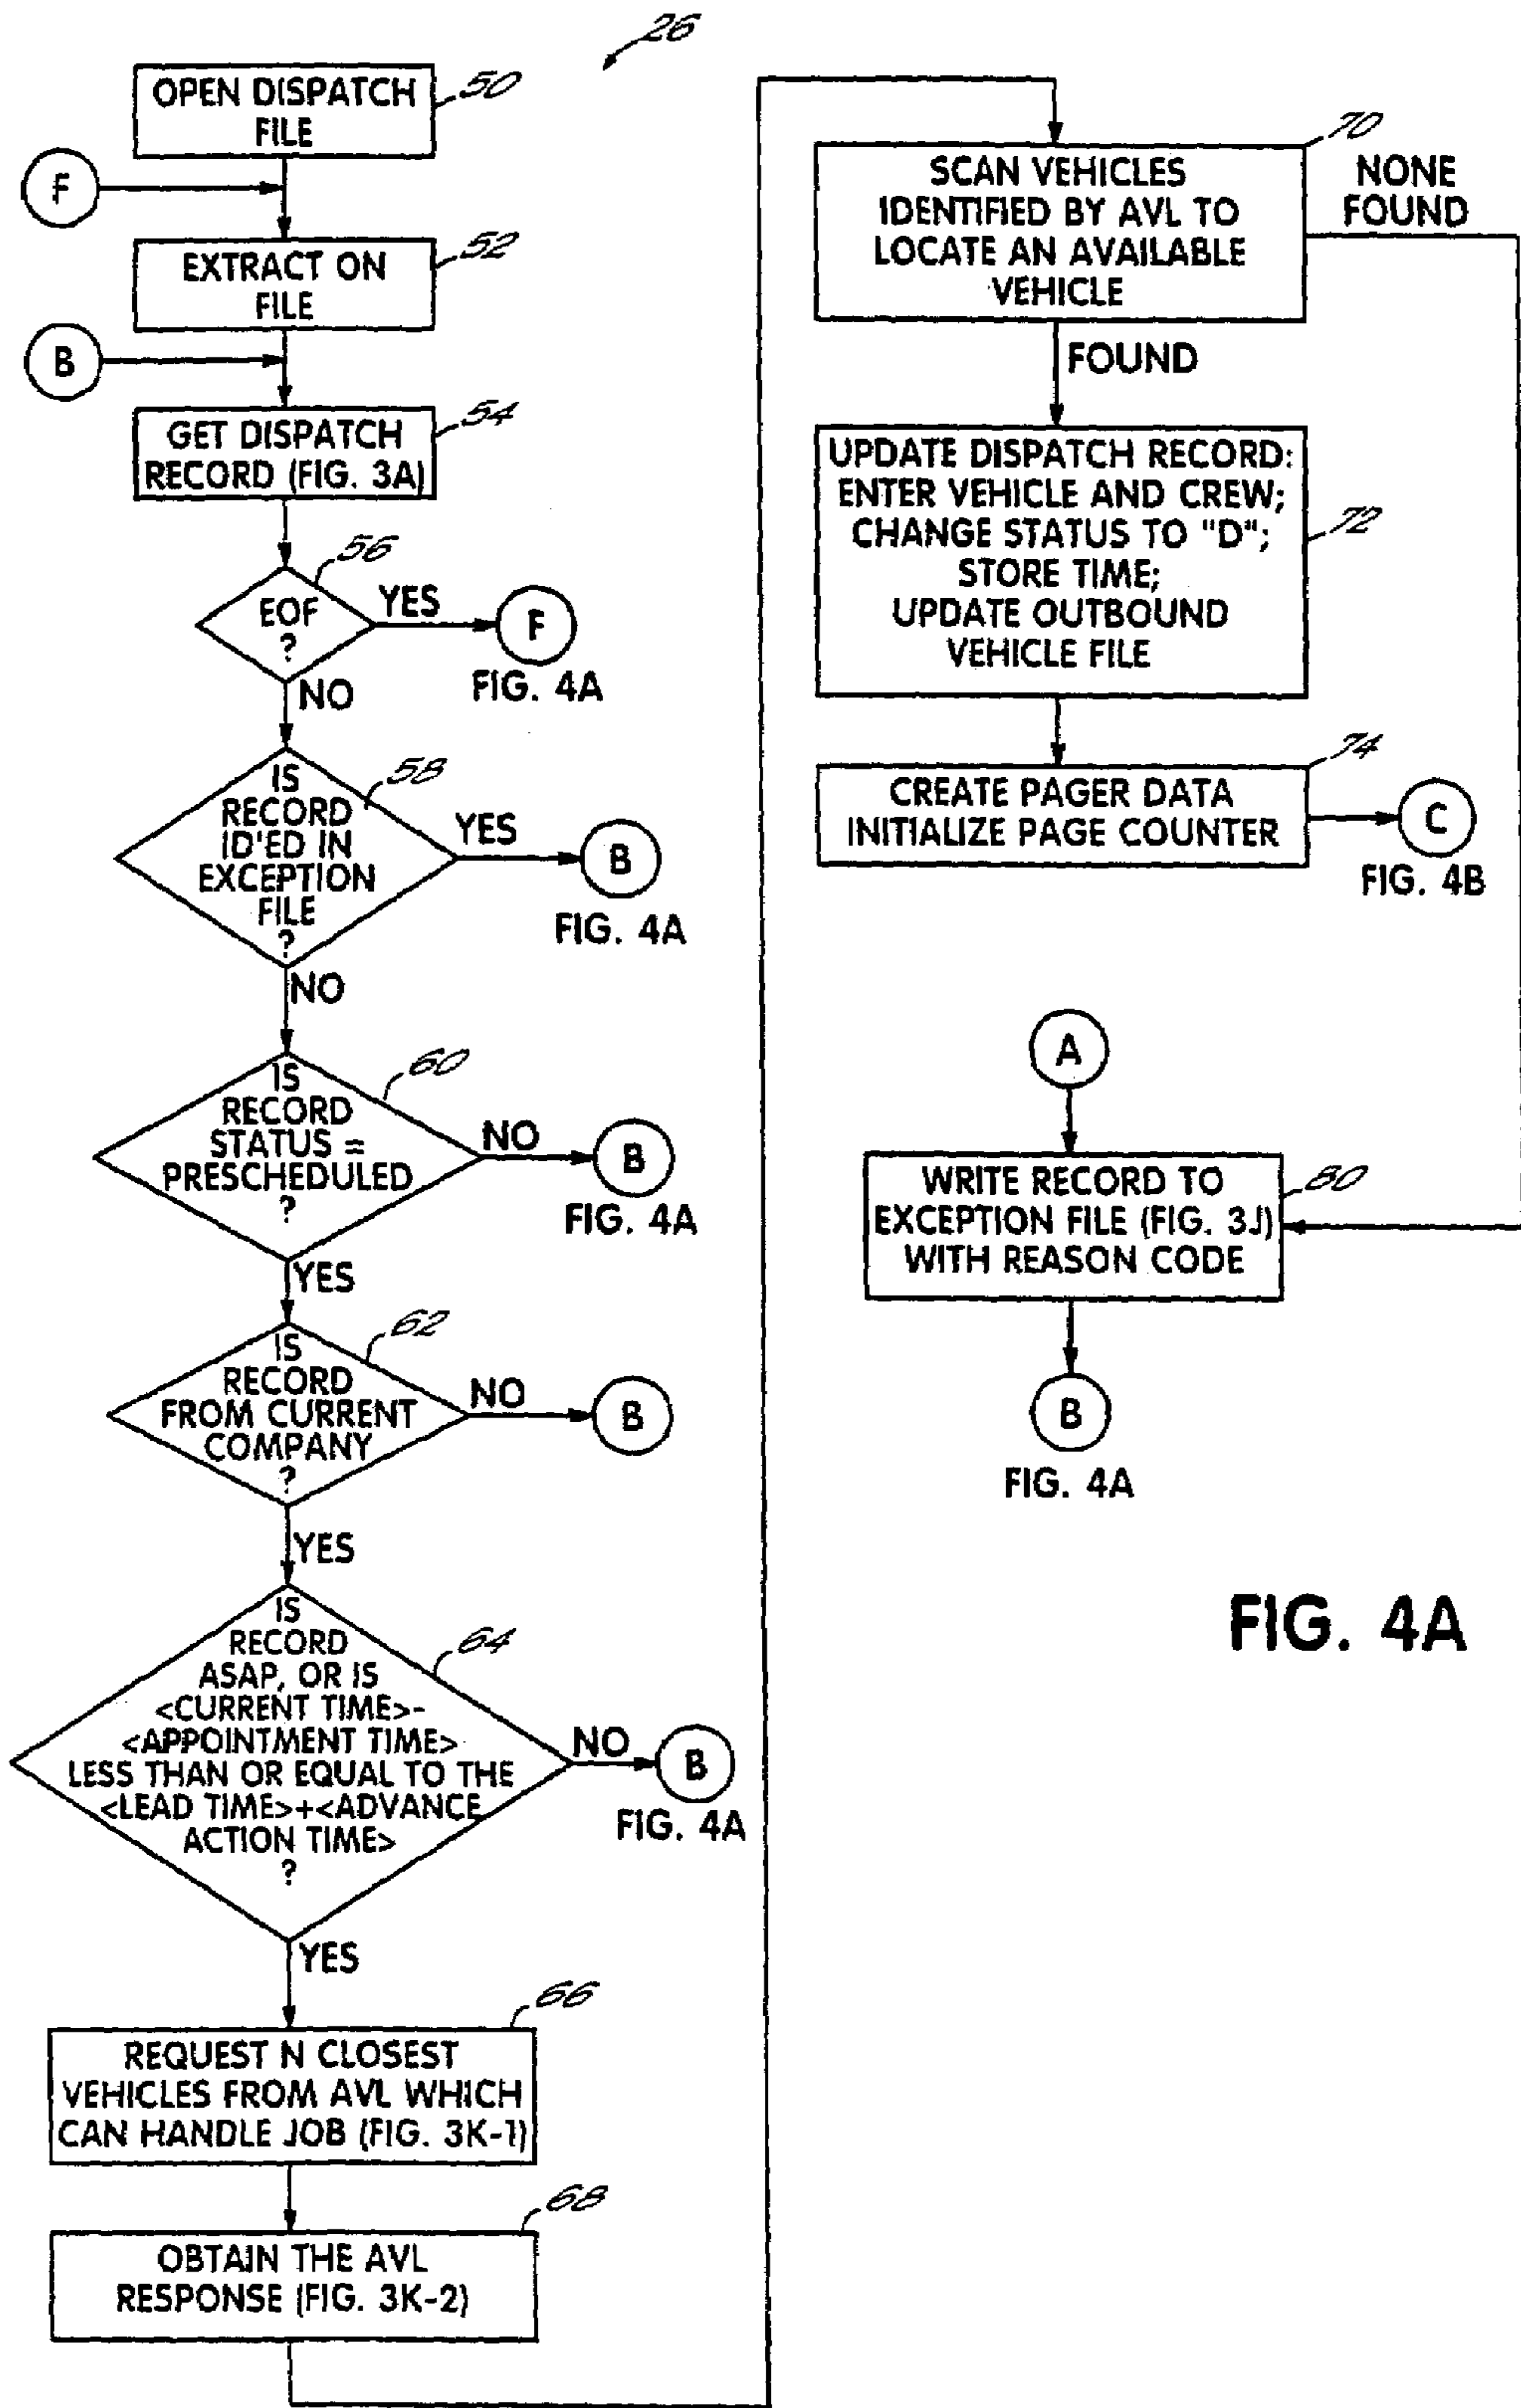 26
OPEN DISPATCH
FILE
50
F
EXTRACT ON
FILE
52
B
GET DISPATCH
RECORD (FIG. 3A)
54
EOF
?
56
YES
F
FIG. 4A
NO
IS
RECORD
ID'ED IN
EXCEPTION
FILE
?
58
YES
B
FIG. 4A
NO
IS
RECORD
STATUS =
PRESCHEDULED
?
60
NO
B
FIG. 4A
YES
IS
RECORD
FROM CURRENT
COMPANY
?
62
NO
B
YES
IS
RECORD
ASAP, OR IS
<CURRENT TIME>-
<APPOINTMENT TIME>
LESS THAN OR EQUAL TO THE
<LEAD TIME>+<ADVANCE
ACTION TIME>
?
64
NO
B
FIG. 4A
YES
REQUEST N CLOSEST
VEHICLES FROM AVL WHICH
CAN HANDLE JOB (FIG. 3K-1)
66
OBTAIN THE AVL
RESPONSE (FIG. 3K-2)
68
SCAN VEHICLES
IDENTIFIED BY AVL TO
LOCATE AN AVAILABLE
VEHICLE
70
NONE
FOUND
FOUND
UPDATE DISPATCH RECORD:
ENTER VEHICLE AND CREW;
CHANGE STATUS TO "D";
STORE TIME;
UPDATE OUTBOUND
VEHICLE FILE
72
CREATE PAGER DATA
INITIALIZE PAGE COUNTER
74
C
FIG. 4B
A
WRITE RECORD TO
EXCEPTION FILE (FIG. 3J)
WITH REASON CODE
80
B
FIG. 4A
FIG. 4A